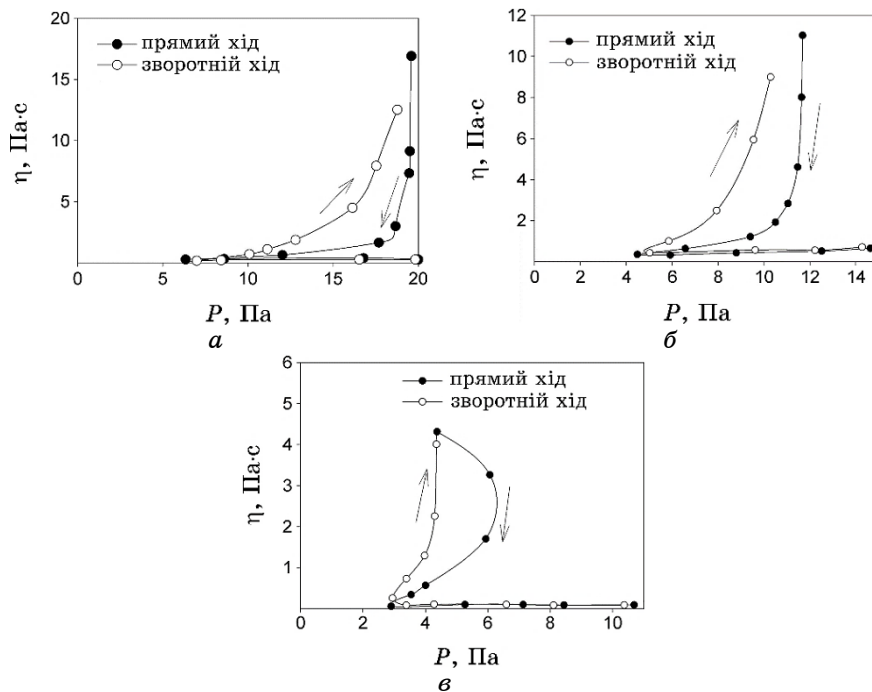 20
15
10
5
0 5 10 15 20
η, Па·с
прямий хід
зворотній хід
P, Па
а
12
10
8
6
4
2
0 2 4 6 8 10 12 14
η, Па·с
прямий хід
зворотній хід
P, Па
б
6
5
4
3
2
1
0 2 4 6 8 10
η, Па·с
прямий хід
зворотній хід
P, Па
в